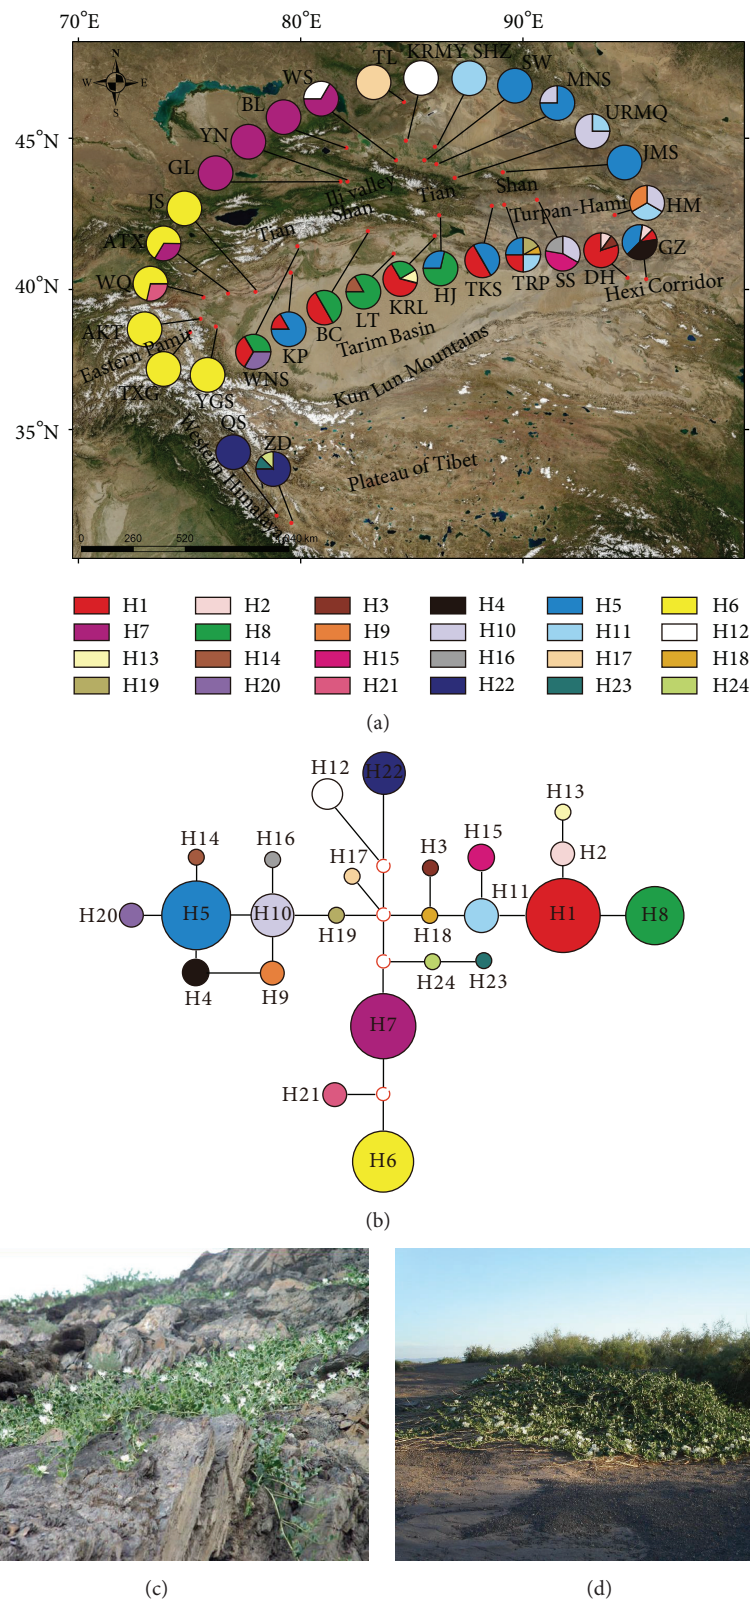 70°E 80°E 90°E
45°N
40°N
35°N
N
W E
S
TL
KRMY
SHZ
SW
WS
MNS
BL
URMQ
YN
JMS
GL
Ili valley
Tian
Shan
JS
Shan
Turpan-Hami
HM
Tian
ATX
GZ
WQ
KRL
HJ
TKS
TRP
SS
DH
Hexi Corridor
LT
BC
AKT
KP
Tarim Basin
Eastern Pamir
WNS
Kun Lun Mountains
TXG
YGS
QS
ZD
Western Himalaya
Plateau of Tibet
0 260 520 km
H1 H2 H3 H4 H5 H6
H7 H8 H9 H10 H11 H12
H13 H14 H15 H16 H17 H18
H19 H20 H21 H22 H23 H24
(a)
H12
H22
H13
H14
H16
H17
H3
H15
H2
H20
H5
H10
H19
H18
H11
H1
H8
H4
H9
H24
H23
H7
H21
H6
(b)
(c) (d)